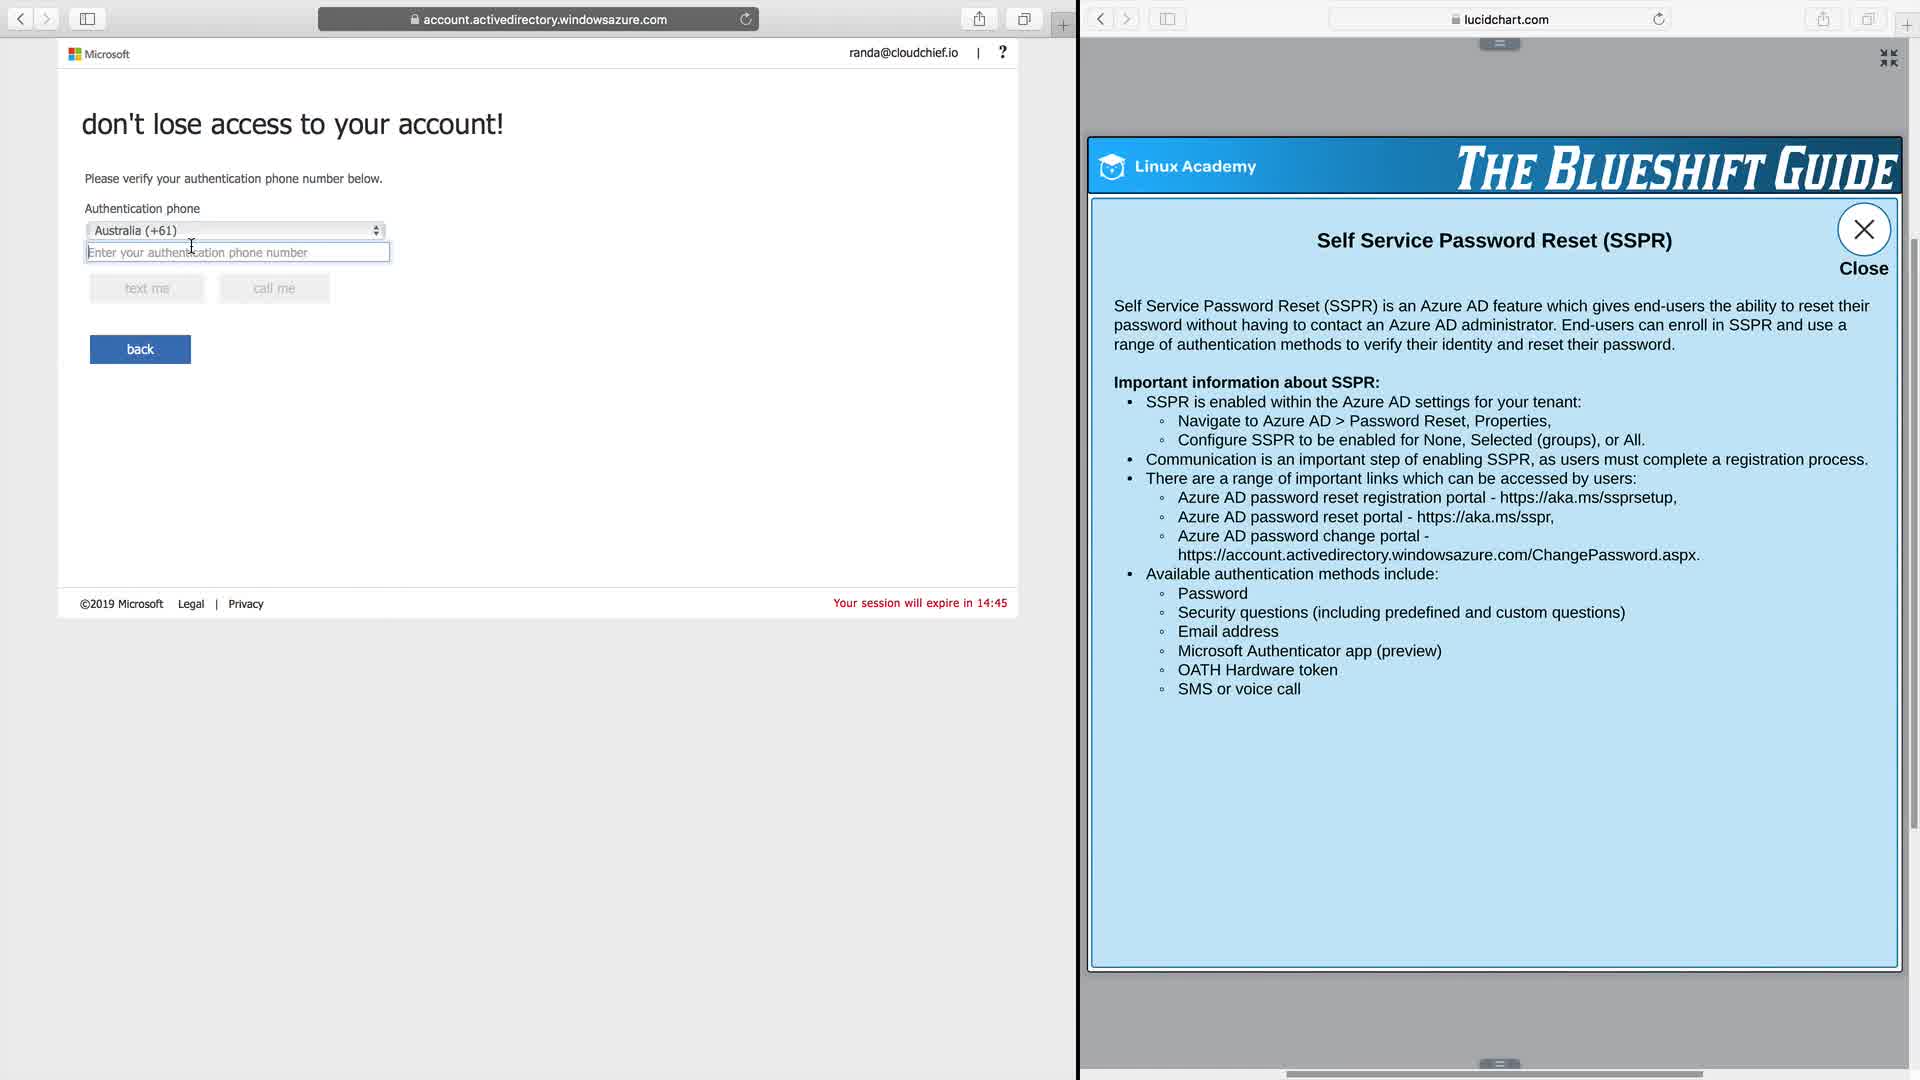 account.activedirectory.windowsazure.com
Microsoft
randa@cloudchief.io | ?
don't lose access to your account!
Please verify your authentication phone number below.
Authentication phone
Australia (+61)
Enter your authentication phone number
text me
call me
back
©2019 Microsoft Legal | Privacy
Your session will expire in 14:45
lucidchart.com
Linux Academy
THE BLUESHIFT GUIDE
Self Service Password Reset (SSPR)
Close
Self Service Password Reset (SSPR) is an Azure AD feature which gives end-users the ability to reset their
password without having to contact an Azure AD administrator. End-users can enroll in SSPR and use a
range of authentication methods to verify their identity and reset their password.
Important information about SSPR:
• SSPR is enabled within the Azure AD settings for your tenant:
◦ Navigate to Azure AD > Password Reset, Properties,
◦ Configure SSPR to be enabled for None, Selected (groups), or All.
• Communication is an important step of enabling SSPR, as users must complete a registration process.
• There are a range of important links which can be accessed by users:
◦ Azure AD password reset registration portal - https://aka.ms/ssprsetup,
◦ Azure AD password reset portal - https://aka.ms/sspr,
◦ Azure AD password change portal -
https://account.activedirectory.windowsazure.com/ChangePassword.aspx.
• Available authentication methods include:
◦ Password
◦ Security questions (including predefined and custom questions)
◦ Email address
◦ Microsoft Authenticator app (preview)
◦ OATH Hardware token
◦ SMS or voice call